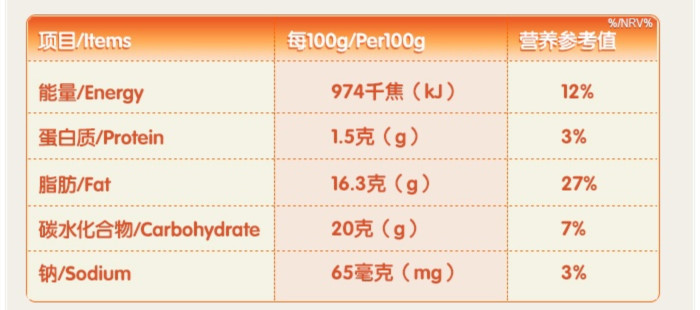 %/NRV%
项目/Items 每100g/Per100g 营养参考值
能量/Energy 974千焦（kJ） 12%
蛋白质/Protein 1.5克（g） 3%
脂肪/Fat 16.3克（g） 27%
碳水化合物/Carbohydrate 20克（g） 7%
钠/Sodium 65毫克（mg） 3%